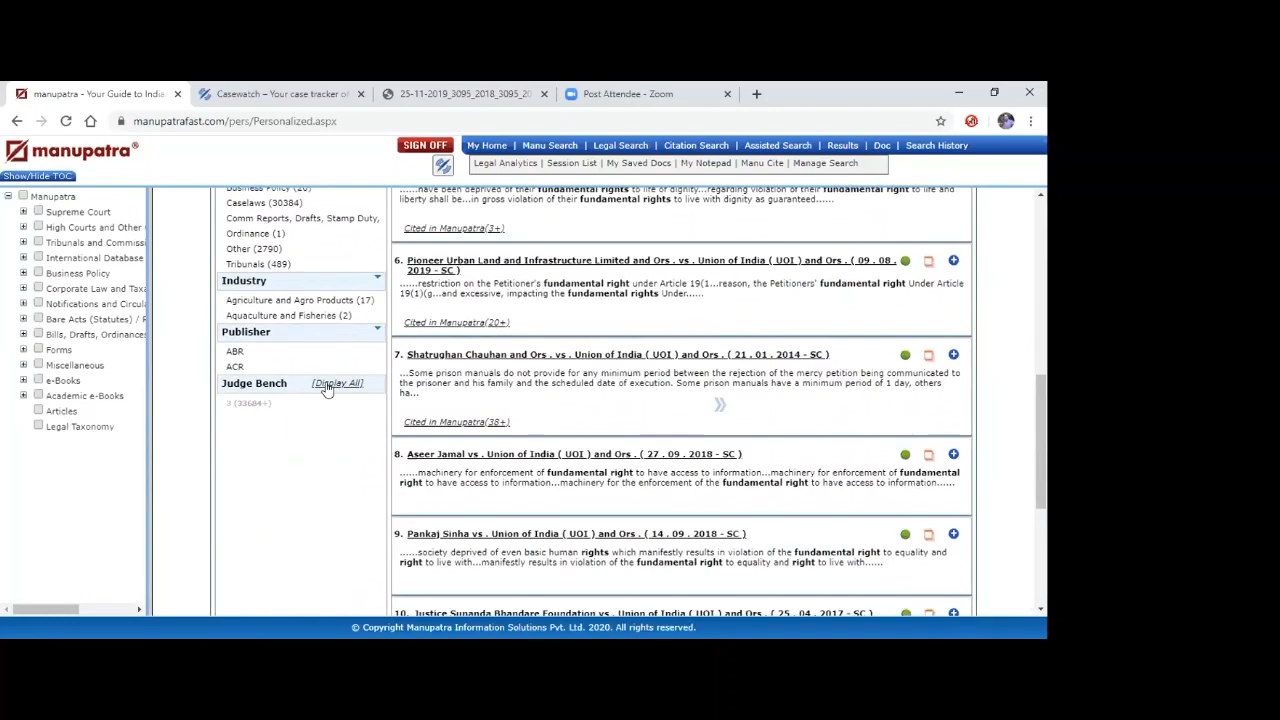 manupatra - Your Guide to India
Casewatch – Your case tracker of
25-11-2019_3095_2018_3095_20
Post Attendee - Zoom
manupatrafast.com/pers/Personalized.aspx
manupatra®
SIGN OFF
My Home | Manu Search | Legal Search | Citation Search | Assisted Search | Results | Doc | Search History
Legal Analytics | Session List | My Saved Docs | My Notepad | Manu Cite | Manage Search
Show/Hide TOC
Manupatra
Supreme Court
High Courts and Other
Tribunals and Commiss
International Database
Business Policy
Corporate Law and Taxa
Notifications and Circula
Bare Acts (Statutes) / R
Bills, Drafts, Ordinances
Forms
Miscellaneous
e-Books
Academic e-Books
Articles
Legal Taxonomy
Business Policy (20)
Caselaws (30384)
Comm Reports, Drafts, Stamp Duty,
Ordinance (1)
Other (2790)
Tribunals (489)
Industry
Agriculture and Agro Products (17)
Aquaculture and Fisheries (2)
Publisher
ABR
ACR
Judge Bench [Display All]
(33684+)
......have been deprived of their fundamental rights to life of dignity...regarding violation of their fundamental rights to life and
liberty shall be...in gross violation of their fundamental rights to live with dignity as guaranteed......
Cited in Manupatra(3+)
6. Pioneer Urban Land and Infrastructure Limited and Ors . vs . Union of India ( UOI ) and Ors . ( 09 . 08 .
2019 - SC )
......restriction on the Petitioner's fundamental right under Article 19(1...reason, the Petitioners' fundamental right Under Article
19(1)(g...and excessive, impacting the fundamental rights Under......
Cited in Manupatra(20+)
7. Shatrughan Chauhan and Ors . vs . Union of India ( UOI ) and Ors . ( 21 . 01 . 2014 - SC )
...Some prison manuals do not provide for any minimum period between the rejection of the mercy petition being communicated to
the prisoner and his family and the scheduled date of execution. Some prison manuals have a minimum period of 1 day, others
ha...
Cited in Manupatra(38+)
8. Aseer Jamal vs . Union of India ( UOI ) and Ors . ( 27 . 09 . 2018 - SC )
......machinery for enforcement of fundamental right to have access to information...machinery for enforcement of the fundamental
right to have access to information...machinery for the enforcement of the fundamental right to have access to information......
9. Pankaj Sinha vs . Union of India ( UOI ) and Ors . ( 14 . 09 . 2018 - SC )
......society deprived of even basic human rights which manifestly results in violation of the fundamental right to equality and
right to live with...manifestly results in violation of the fundamental right to equality and right to live with......
10. Justice Sunanda Bhandare Foundation vs . Union of India ( UOI ) and Ors . ( 25 . 04 . 2017 - SC )
© Copyright Manupatra Information Solutions Pvt. Ltd. 2020. All rights reserved.